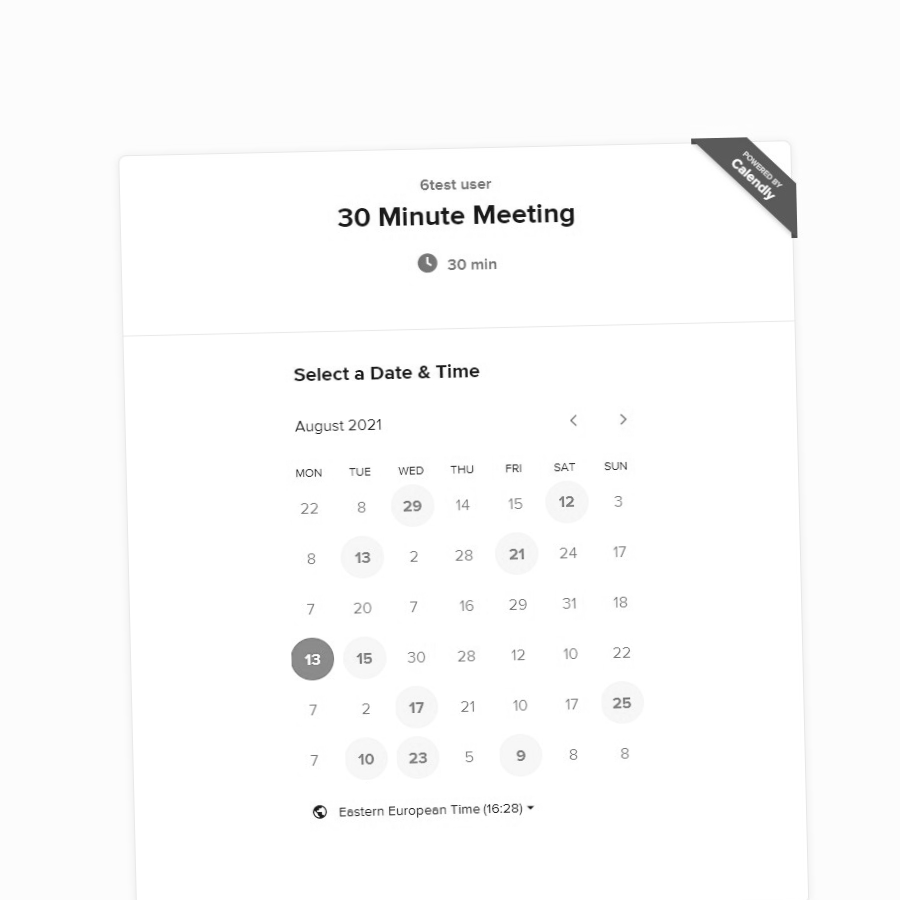 POWERED BY
Calendly
6test user
30 Minute Meeting
30 min
Select a Date & Time
August 2021
MON TUE WED THU FRI SAT SUN
22 8 29 14 15 12 3
8 13 2 28 21 24 17
7 20 7 16 29 31 18
13 15 30 28 12 10 22
7 2 17 21 10 17 25
7 10 23 5 9 8 8
Eastern European Time (16:28)